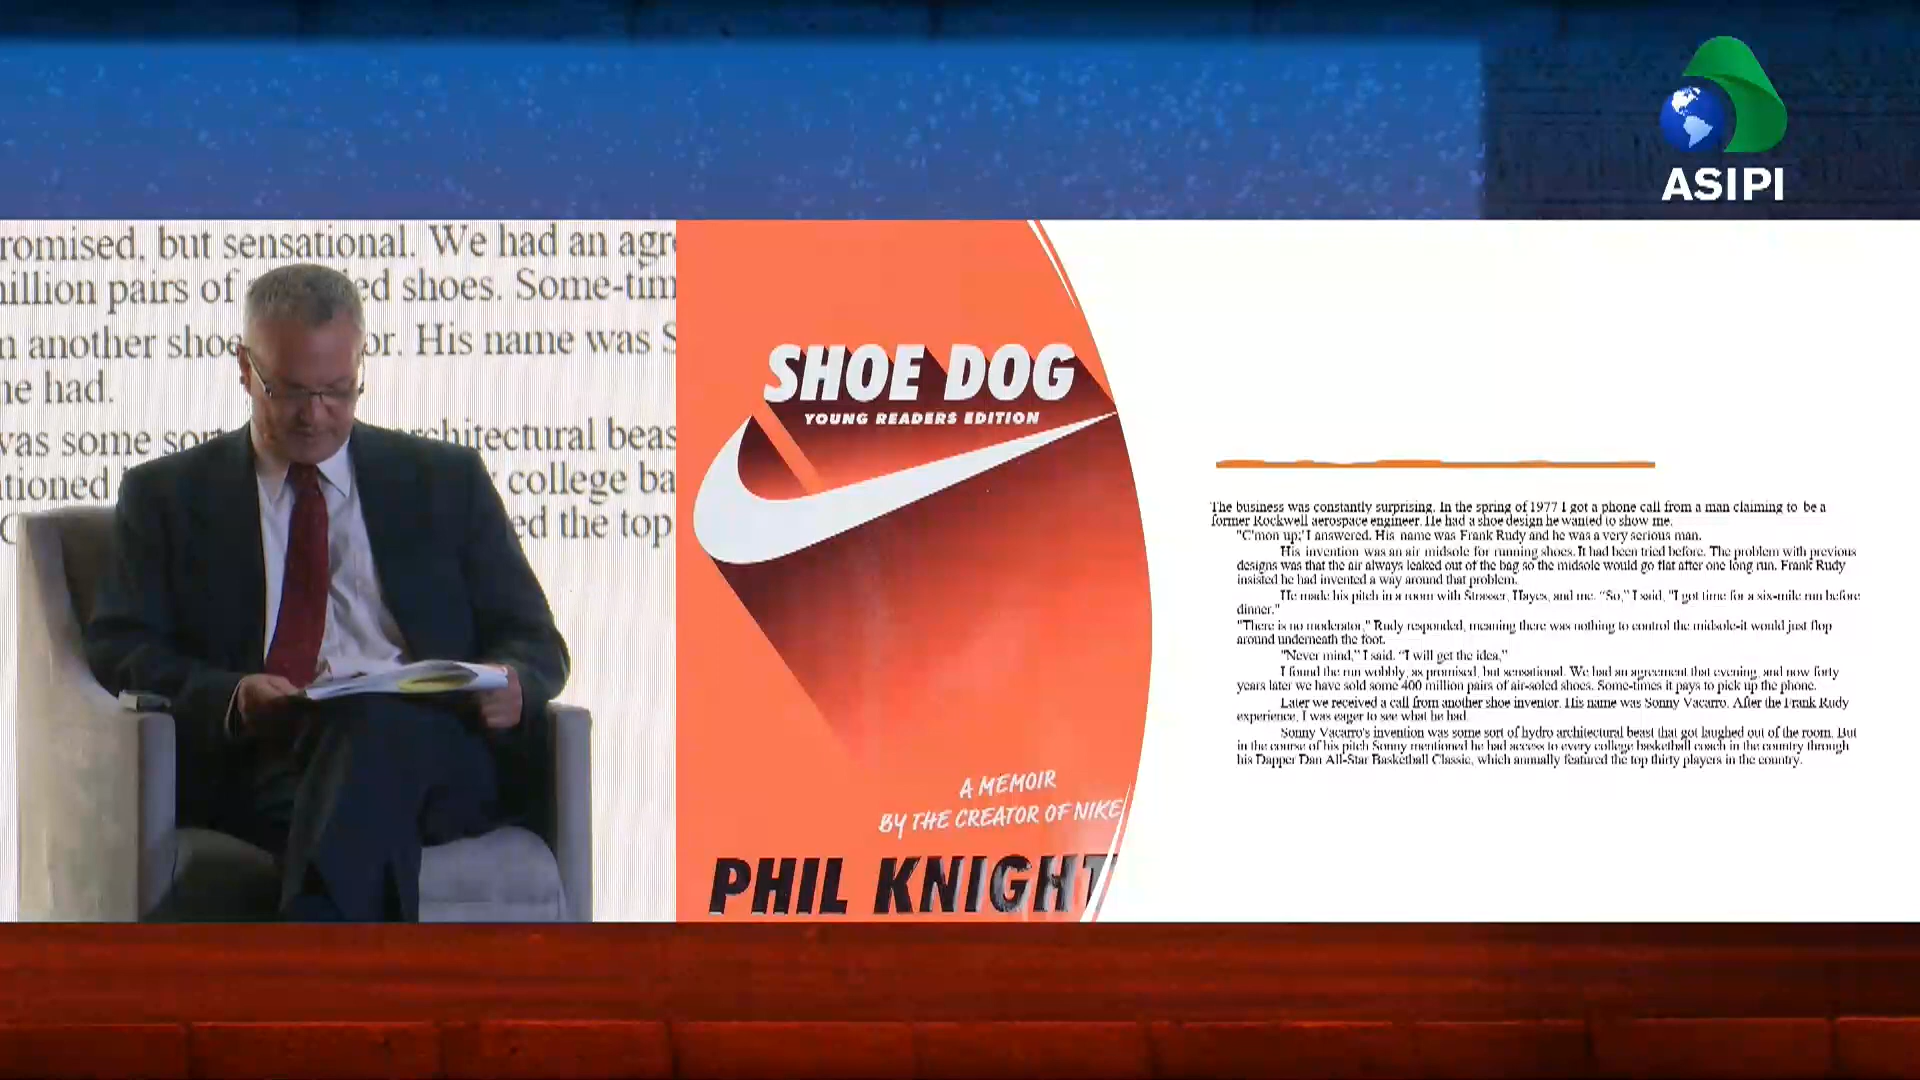 ASIPI
romised, but sensational. We had an agr
illion pairs of ed shoes. Some-tim
n another shoe or. His name was S
he had.
was some sor rchitectural beas
tioned college ba
ed the top
SHOE DOG
YOUNG READERS EDITION
A MEMOIR
BY THE CREATOR OF NIKE
PHIL KNIGHT
The business was constantly surprising. In the spring of 1977 I got a phone call from a man claiming to be a
former Rockwell aerospace engineer. He had a shoe design he wanted to show me.
"C'mon up;' I answered. His name was Frank Rudy and he was a very serious man.
His invention was an air midsole for running shoes. It had been tried before. The problem with previous
designs was that the air always leaked out of the bag so the midsole would go flat after one long run. Frank Rudy
insisted he had invented a way around that problem.
He made his pitch in a room with Strasser, Hayes, and me. “So,” I said, "I got time for a six-mile run before
dinner."
"There is no moderator," Rudy responded, meaning there was nothing to control the midsole-it would just flop
around underneath the foot.
"Never mind,” I said. “I will get the idea,”
I found the run wobbly, as promised, but sensational. We had an agreement that evening, and now forty
years later we have sold some 400 million pairs of air-soled shoes. Some-times it pays to pick up the phone.
Later we received a call from another shoe inventor. His name was Sonny Vacarro. After the Frank Rudy
experience, I was eager to see what he had.
Sonny Vacarro's invention was some sort of hydro architectural beast that got laughed out of the room. But
in the course of his pitch Sonny mentioned he had access to every college basketball coach in the country through
his Dapper Dan All-Star Basketball Classic, which annually featured the top thirty players in the country.